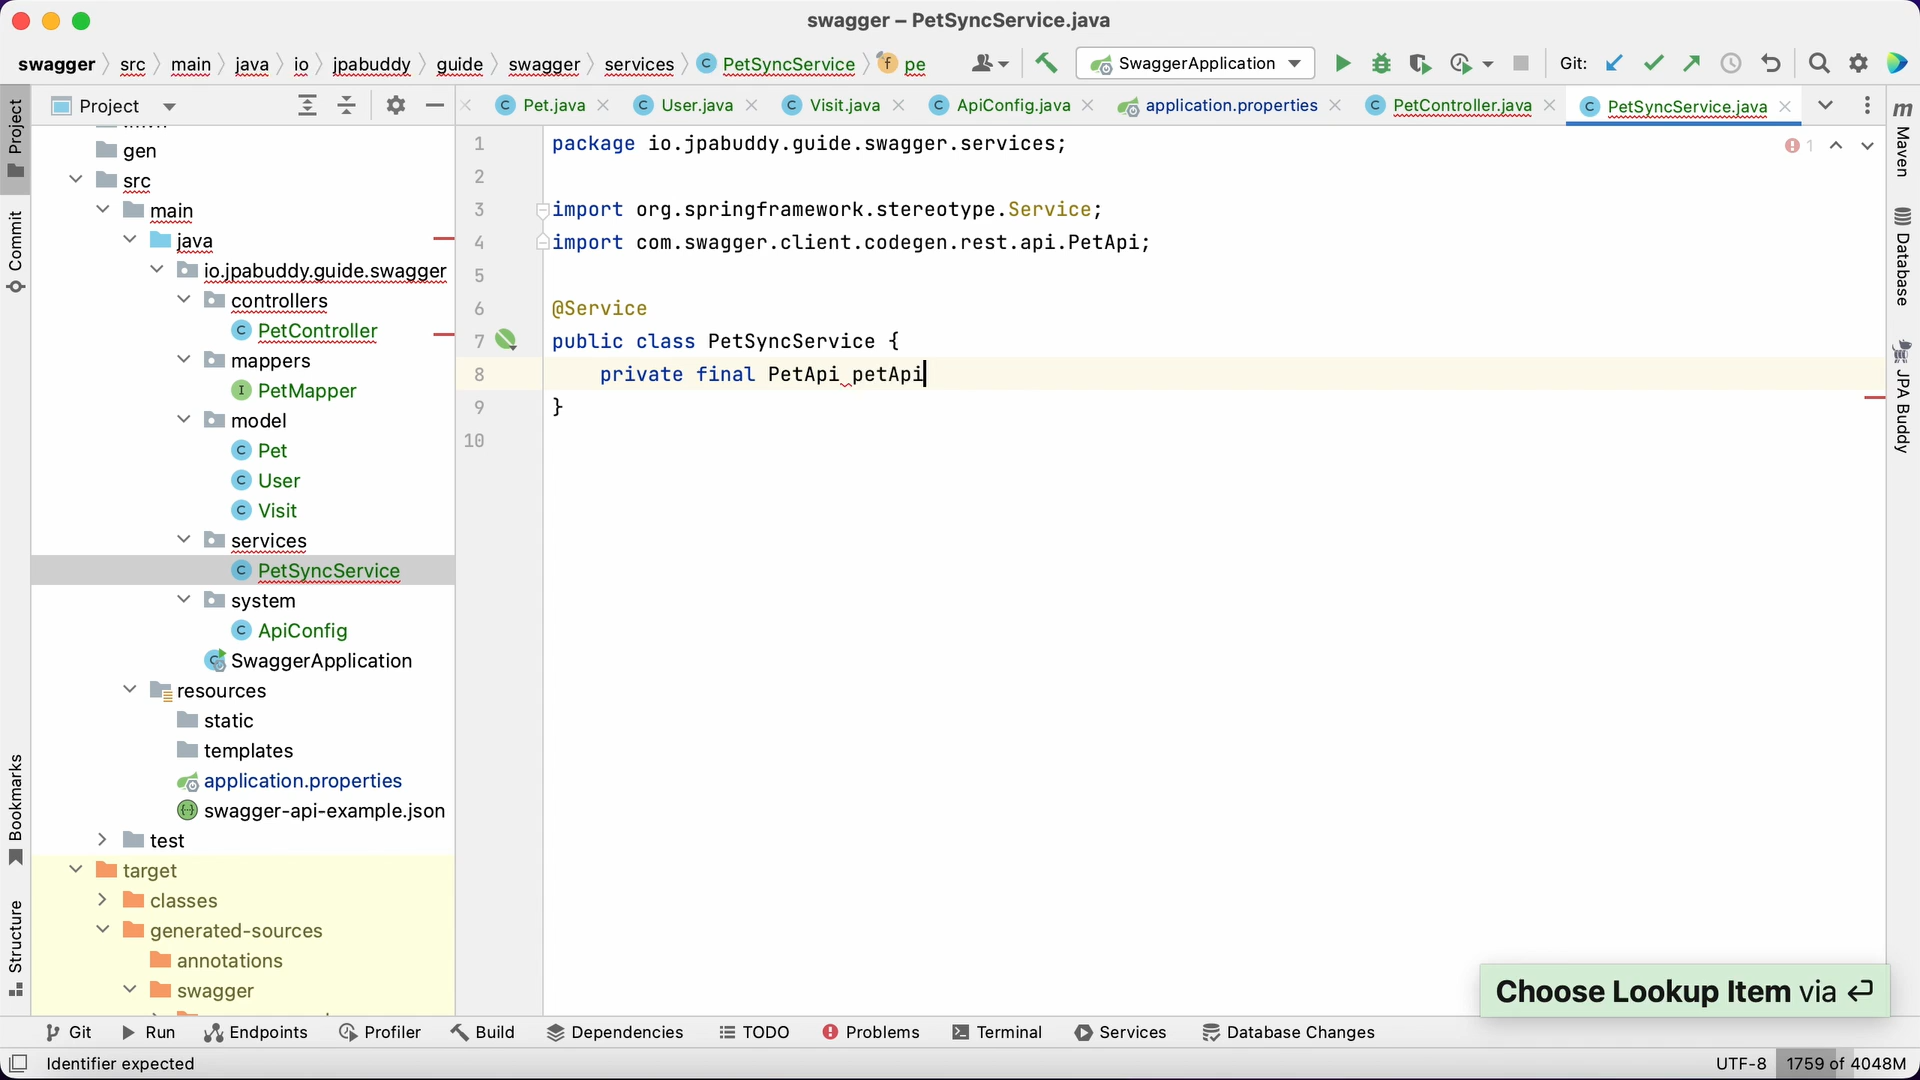 swagger – PetSyncService.java
swagger src main java io jpabuddy guide swagger services PetSyncService pe SwaggerApplication Git:
Project
Pet.java User.java Visit.java ApiConfig.java application.properties PetController.java PetSyncService.java
Project
Commit
Bookmarks
Structure
gen
src
main
java
io.jpabuddy.guide.swagger
controllers
PetController
mappers
PetMapper
model
Pet
User
Visit
services
PetSyncService
system
ApiConfig
SwaggerApplication
resources
static
templates
application.properties
swagger-api-example.json
test
target
classes
generated-sources
annotations
swagger
1 package io.jpabuddy.guide.swagger.services;
2
3 import org.springframework.stereotype.Service;
4 import com.swagger.client.codegen.rest.api.PetApi;
5
6 @Service
7 public class PetSyncService {
8 private final PetApi petApi
9 }
10
1
Maven
Database
JPA Buddy
Choose Lookup Item via ↵
Git Run Endpoints Profiler Build Dependencies TODO Problems Terminal Services Database Changes
Identifier expected
UTF-8 1759 of 4048M